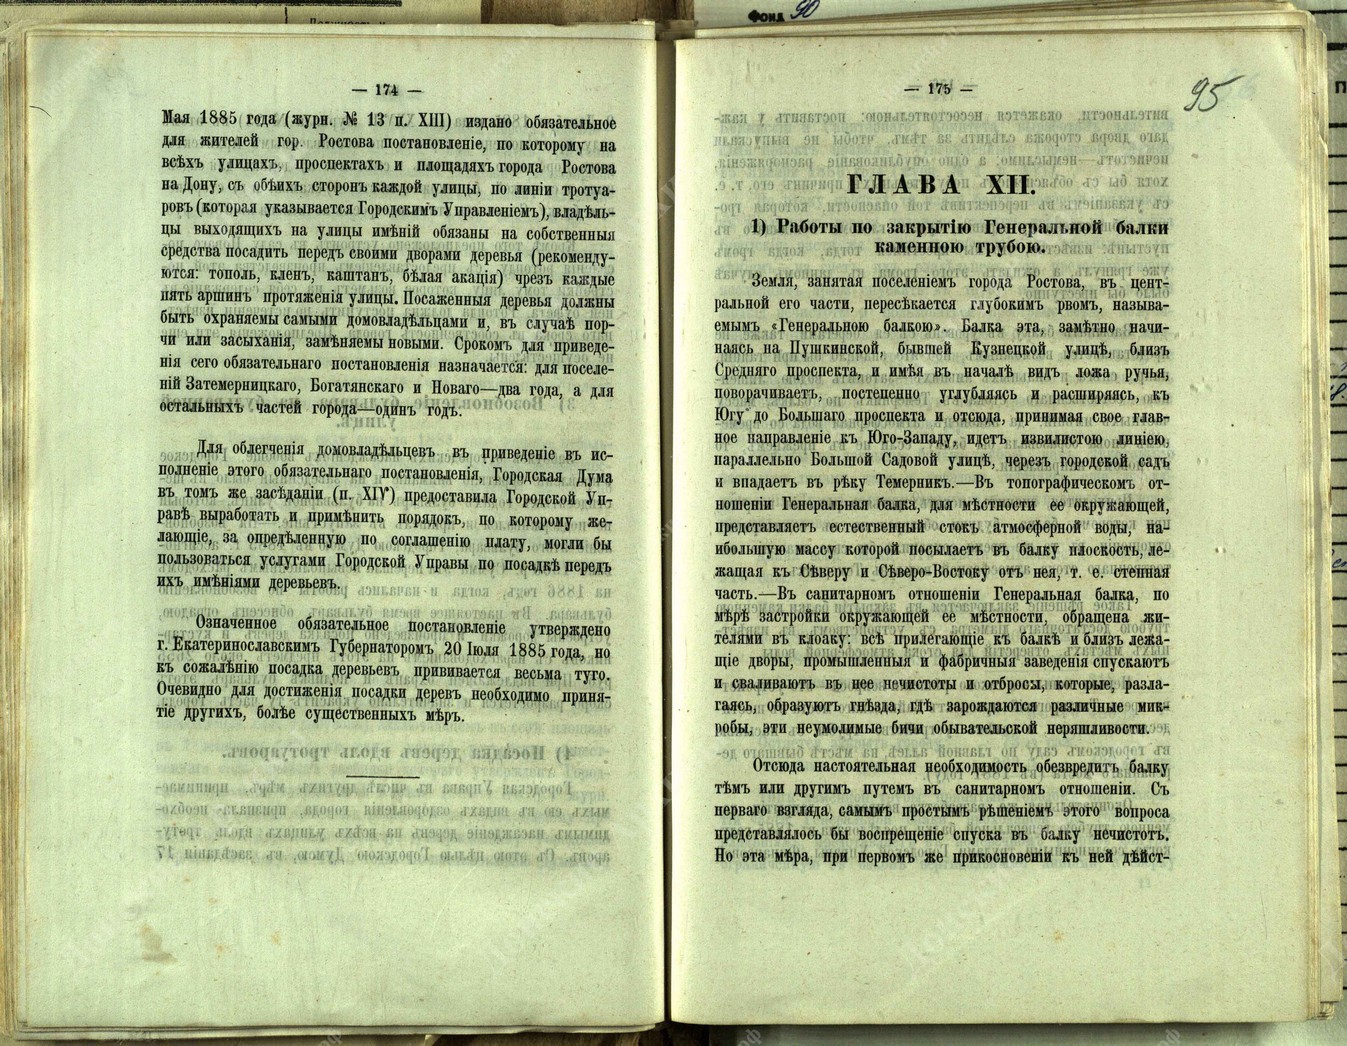 Фонд 90
— 174 —
Мая 1885 года (журн. № 13 п. XIII) издано обязательное
для жителей гор. Ростова постановленіе, по которому на
всѣхъ улицахъ, проспектахъ и площадяхъ города Ростова
на Дону, съ обѣихъ сторонъ каждой улицы, по линіи тротуа-
ровъ (которая указывается Городскимъ Управленіемъ), владѣль-
цы выходящихъ на улицы имѣній обязаны на собственныя
средства посадить передъ своими дворами деревья (рекоменду-
ются: тополь, кленъ, каштанъ, бѣлая акація) чрезъ каждые
пять аршинъ протяженія улицы. Посаженныя деревья должны
быть охраняемы самыми домовладѣльцами и, въ случаѣ пор-
чи или засыханія, замѣняемы новыми. Срокомъ для приведе-
нія сего обязательнаго постановленія назначается: для поселе-
ній Затемерницкаго, Богатянскаго и Новаго—два года, а для
остальныхъ частей города—одинъ годъ.
Для облегченія домовладѣльцевъ въ приведеніе въ ис-
полненіе этого обязательнаго постановленія, Городская Дума
въ томъ же засѣданіи (п. XIV) предоставила Городской Уп-
равѣ выработать и примѣнить порядокъ, по которому же-
лающіе, за опредѣленную по соглашенію плату, могли бы
пользоваться услугами Городской Управы по посадкѣ передъ
ихъ имѣніями деревьевъ.
Означенное обязательное постановленіе утверждено
г. Екатеринославскимъ Губернаторомъ 20 Іюля 1885 года, но
къ сожалѣнію посадка деревьевъ прививается весьма туго.
Очевидно для достиженія посадки деревъ необходимо приня-
тіе другихъ, болѣе существенныхъ мѣръ.
— 175 —
95
ГЛАВА XII.
1) Работы по закрытію Генеральной балки
каменною трубою.
Земля, занятая поселеніемъ города Ростова, въ цент-
ральной его части, пересѣкается глубокимъ рвомъ, называ-
емымъ «Генеральною балкою». Балка эта, замѣтно начи-
наясь на Пушкинской, бывшей Кузнецкой улицѣ, близъ
Средняго проспекта, и имѣя въ началѣ видъ ложа ручья,
поворачиваетъ, постепенно углубляясь и расширяясь, къ
Югу до Большаго проспекта и отсюда, принимая свое глав-
ное направленіе къ Юго-Западу, идетъ извилистою линіею,
параллельно Большой Садовой улицѣ, черезъ городской садъ
и впадаетъ въ рѣку Темерникъ.—Въ топографическомъ от-
ношеніи Генеральная балка, для мѣстности ее окружающей,
представляетъ естественный стокъ атмосферной воды, на-
ибольшую массу которой посылаетъ въ балку плоскость, ле-
жащая къ Сѣверу и Сѣверо-Востоку отъ нея, т. е. степная
часть.—Въ санитарномъ отношеніи Генеральная балка, по
мѣрѣ застройки окружающей ее мѣстности, обращена жи-
телями въ клоаку: всѣ прилегающіе къ балкѣ и близъ лежа-
щіе дворы, промышленныя и фабричныя заведенія спускаютъ
и сваливаютъ въ нее нечистоты и отбросы, которые, разла-
гаясь, образуютъ гнѣзда, гдѣ зарождаются различные мик-
робы, эти неумолимые бичи обывательской неряшливости.
Отсюда настоятельная необходимость обезвредить балку
тѣмъ или другимъ путемъ въ санитарномъ отношеніи. Съ
перваго взгляда, самымъ простымъ рѣшеніемъ этого вопроса
представлялось бы воспрещеніе спуска въ балку нечистотъ.
Но эта мѣра, при первомъ же прикосновеніи къ ней дѣйст-